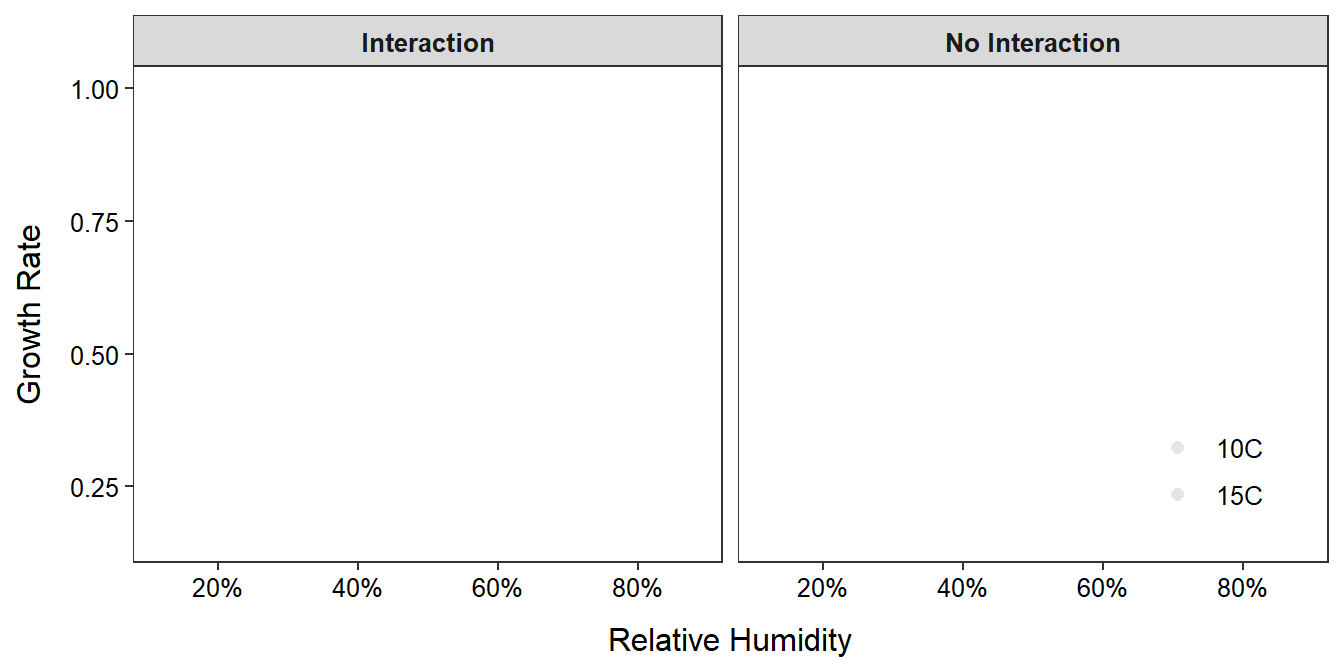 Interaction
No Interaction
1.00
0.75
0.50
0.25
Growth Rate
10C
15C
20%
40%
60%
80%
20%
40%
60%
80%
Relative Humidity